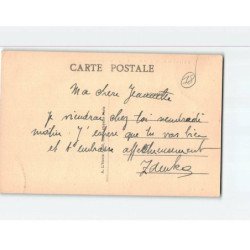 CARTE POSTALE
Ma chère Jeannette
Je viendrai chez toi vendredi
matin. J'espère que tu vas bien
et t'embrasse affectueusement
Zdenka